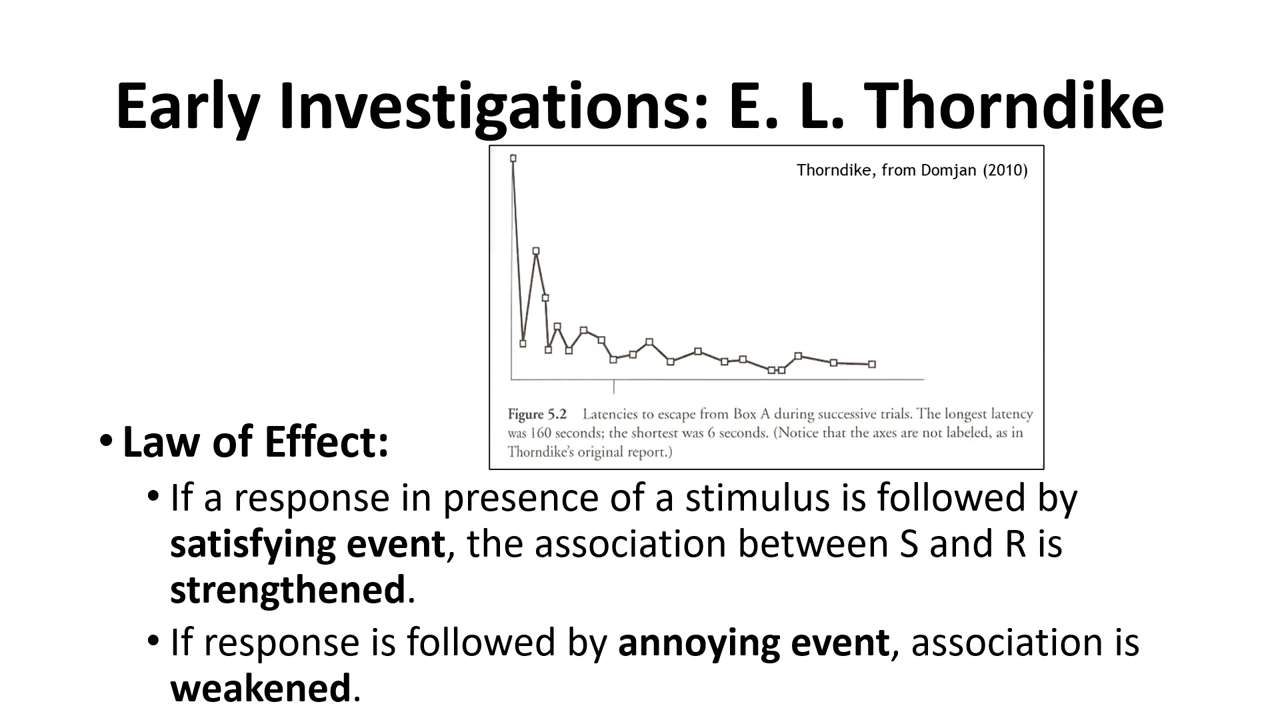 Early Investigations: E. L. Thorndike
Thorndike, from Domjan (2010)
Figure 5.2 Latencies to escape from Box A during successive trials. The longest latency
was 160 seconds; the shortest was 6 seconds. (Notice that the axes are not labeled, as in
Thorndike's original report.)
• Law of Effect:
• If a response in presence of a stimulus is followed by
satisfying event, the association between S and R is
strengthened.
• If response is followed by annoying event, association is
weakened.